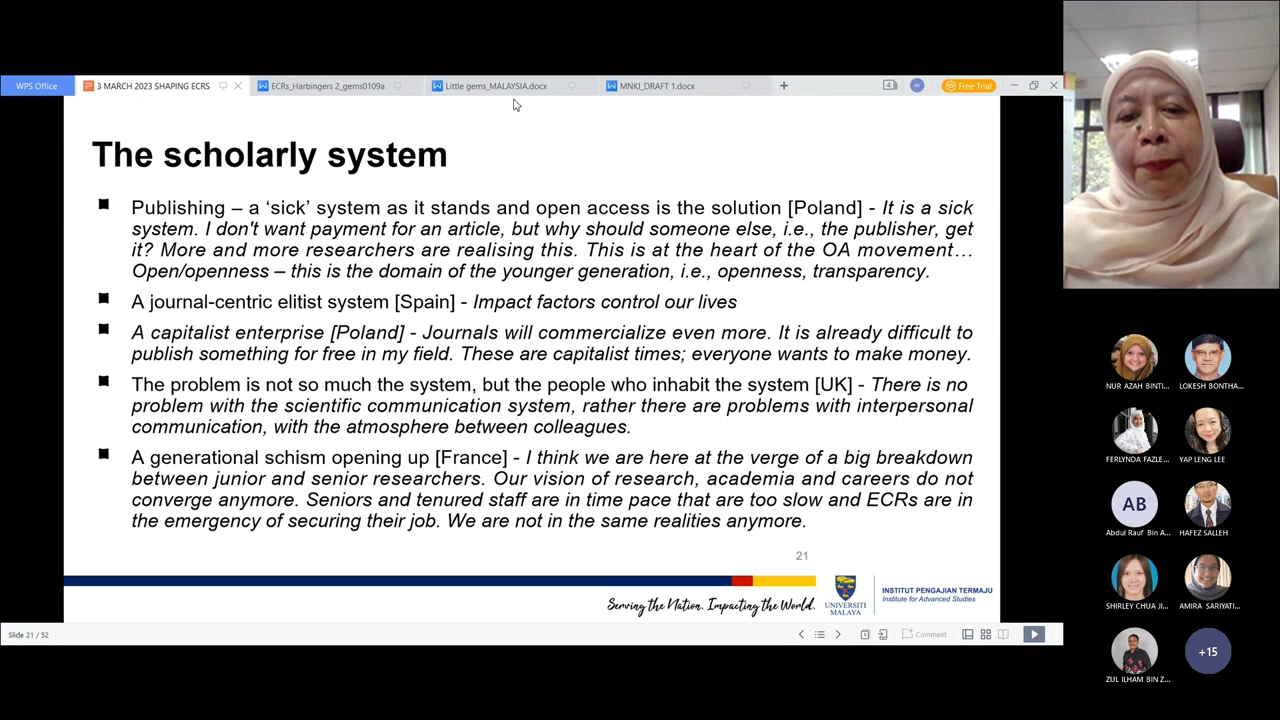 WPS Office
3 MARCH 2023 SHAPING ECRS
ECRs_Harbingers 2_gems0109a
Little gems_MALAYSIA.docx
MNKI_DRAFT 1.docx
Free Trial
The scholarly system
Publishing – a ‘sick’ system as it stands and open access is the solution [Poland] - It is a sick
system. I don't want payment for an article, but why should someone else, i.e., the publisher, get
it? More and more researchers are realising this. This is at the heart of the OA movement…
Open/openness – this is the domain of the younger generation, i.e., openness, transparency.
A journal-centric elitist system [Spain] - Impact factors control our lives
A capitalist enterprise [Poland] - Journals will commercialize even more. It is already difficult to
publish something for free in my field. These are capitalist times; everyone wants to make money.
The problem is not so much the system, but the people who inhabit the system [UK] - There is no
problem with the scientific communication system, rather there are problems with interpersonal
communication, with the atmosphere between colleagues.
A generational schism opening up [France] - I think we are here at the verge of a big breakdown
between junior and senior researchers. Our vision of research, academia and careers do not
converge anymore. Seniors and tenured staff are in time pace that are too slow and ECRs are in
the emergency of securing their job. We are not in the same realities anymore.
21
Serving the Nation. Impacting the World.
UNIVERSITI
MALAYA
INSTITUT PENGAJIAN TERMAJU
Institute for Advanced Studies
Slide 21 / 52
Comment
NUR AZAH BINTI...
LOKESH BONTHA...
FERLYNDA FAZLE...
YAP LENG LEE
AB
Abdul Rauf Bin A...
HAFEZ SALLEH
SHIRLEY CHUA JI...
AMIRA SARIYATI...
ZUL ILHAM BIN Z...
+15